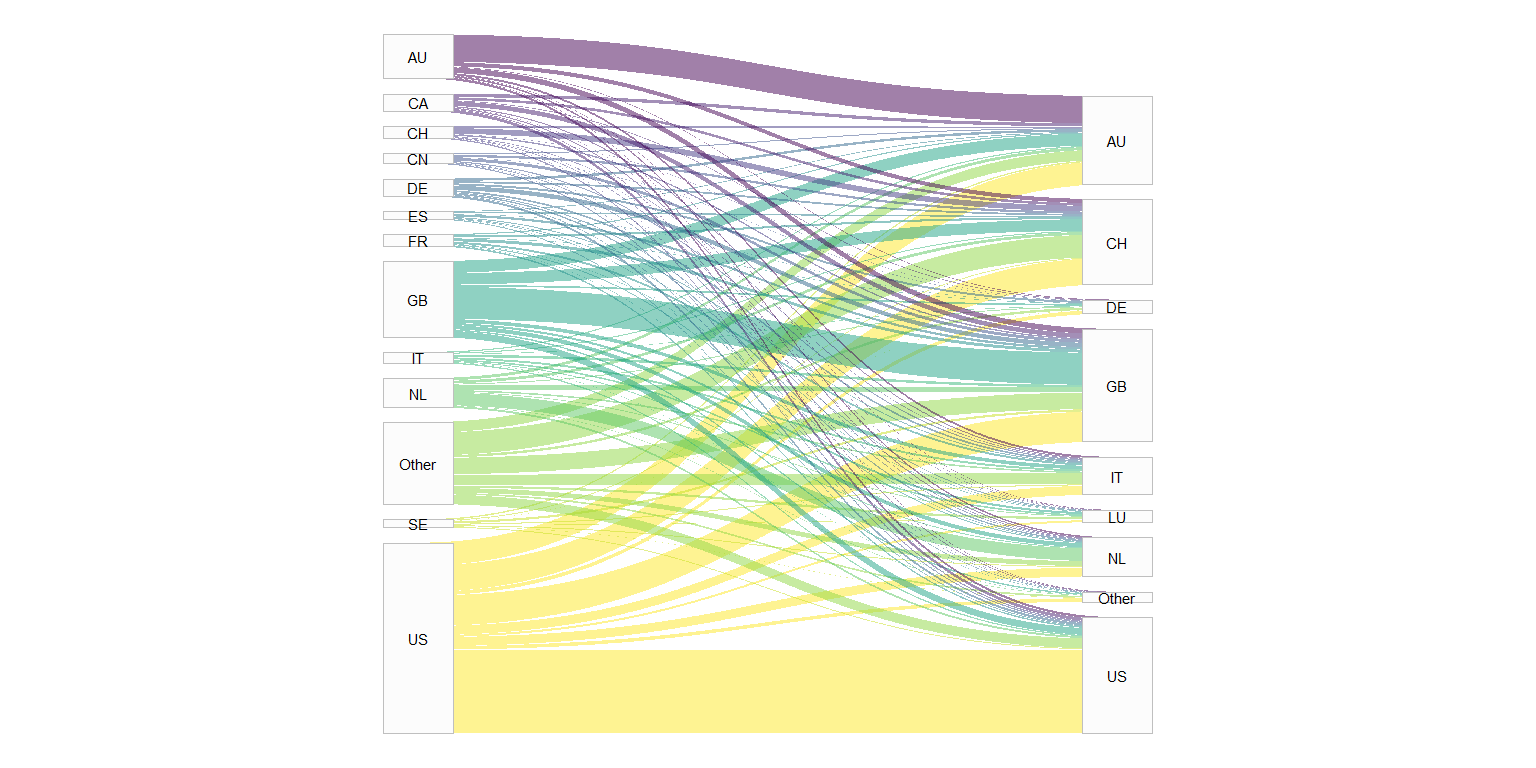 AU
CA
CH
CN
DE
ES
FR
GB
IT
NL
Other
SE
US
AU
CH
DE
GB
IT
LU
NL
Other
US